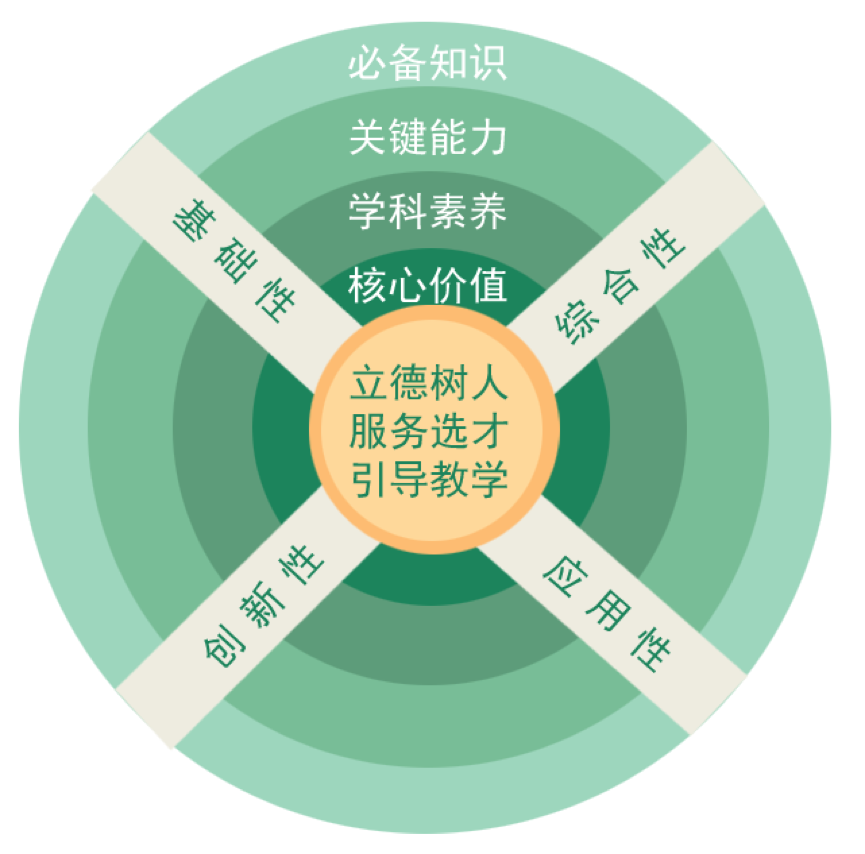 必备知识
关键能力
学科素养
核心价值
基础性
综合性
立德树人
服务选才
引导教学
创新性
应用性